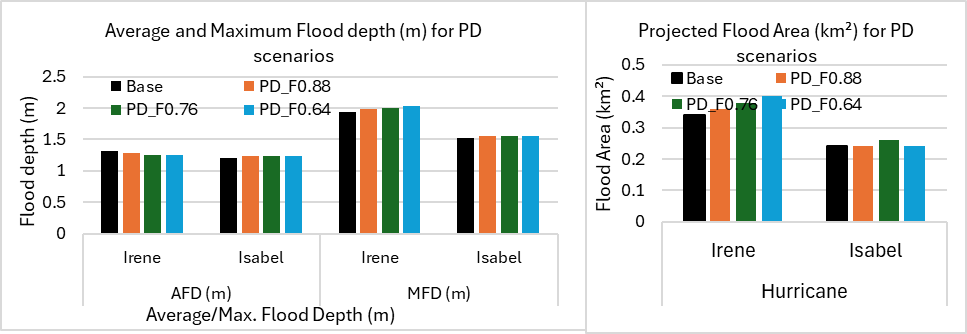 Average and Maximum Flood depth (m) for PD
scenarios
2.5
2
1.5
1
0.5
0
Flood depth (m)
Base
PD_F0.88
PD_F0.76
PD_F0.64
Irene
Isabel
Irene
Isabel
AFD (m)
MFD (m)
Average/Max. Flood Depth (m)
Projected Flood Area (km²) for PD
scenarios
0.5
0.4
0.3
0.2
0.1
0
Flood Area (km²)
Base
PD_F0.88
PD_F0.76
PD_F0.64
Irene
Isabel
Hurricane